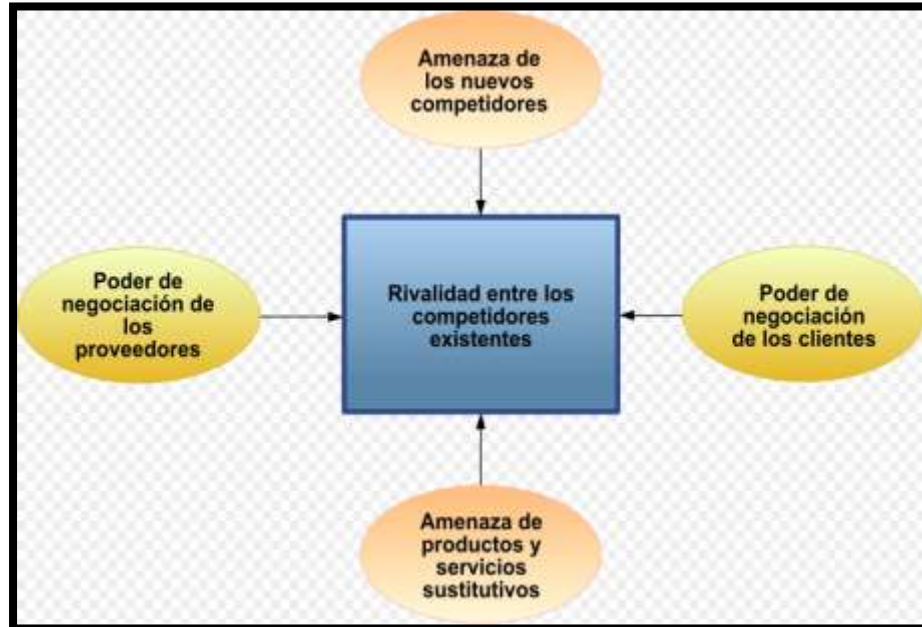 Amenaza de
los nuevos
competidores
Poder de
negociación de
los
proveedores
Rivalidad entre los
competidores
existentes
Poder de
negociación
de los clientes
Amenaza de
productos y
servicios
sustitutivos